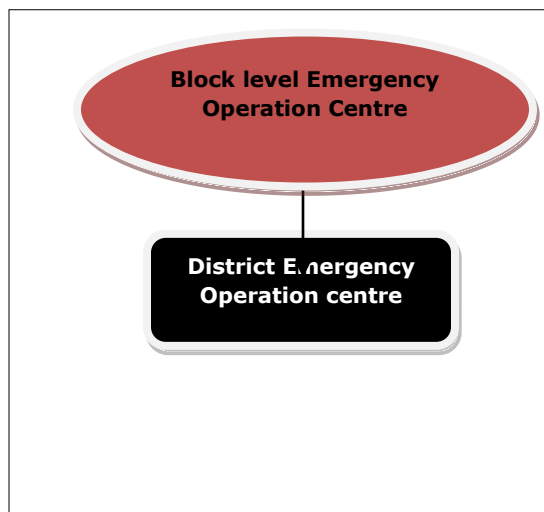 Block level Emergency
Operation Centre
District Emergency
Operation centre